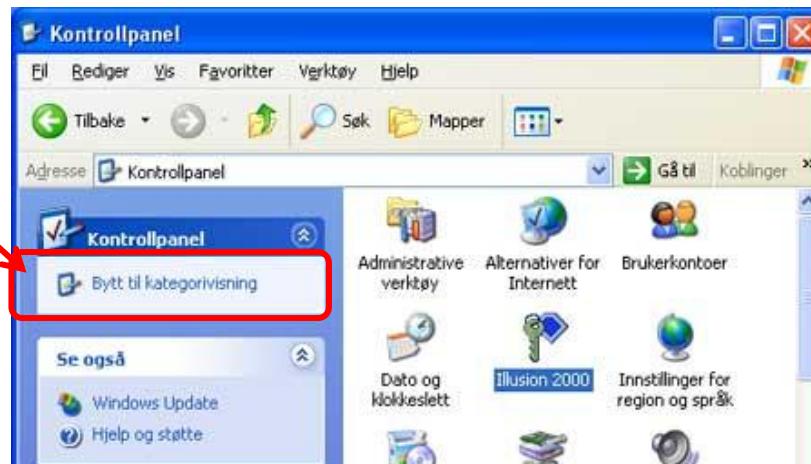 Kontrollpanel
Fil Rediger Vis Favoritter Verktøy Hjelp
Tilbake Søk Mapper
Adresse Kontrollpanel Gå til Koblinger »
Kontrollpanel
Bytt til kategorivisning
Se også
Windows Update
Hjelp og støtte
Administrative
verktøy
Alternativer for
Internett
Brukerkontoer
Dato og
klokkeslett
Illusion 2000
Innstillinger for
region og språk